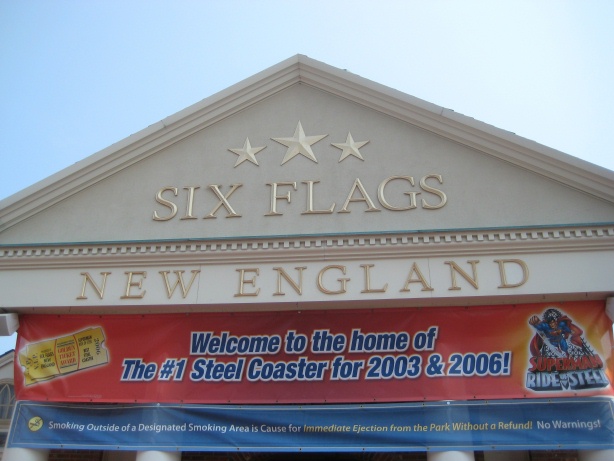 SIX FLAGS
NEW ENGLAND
Welcome to the home of
The #1 Steel Coaster for 2003 & 2006!
SUPERMAN
RIDE OF STEEL
Smoking Outside of a Designated Smoking Area is Cause for Immediate Ejection from the Park Without a Refund! No Warnings!